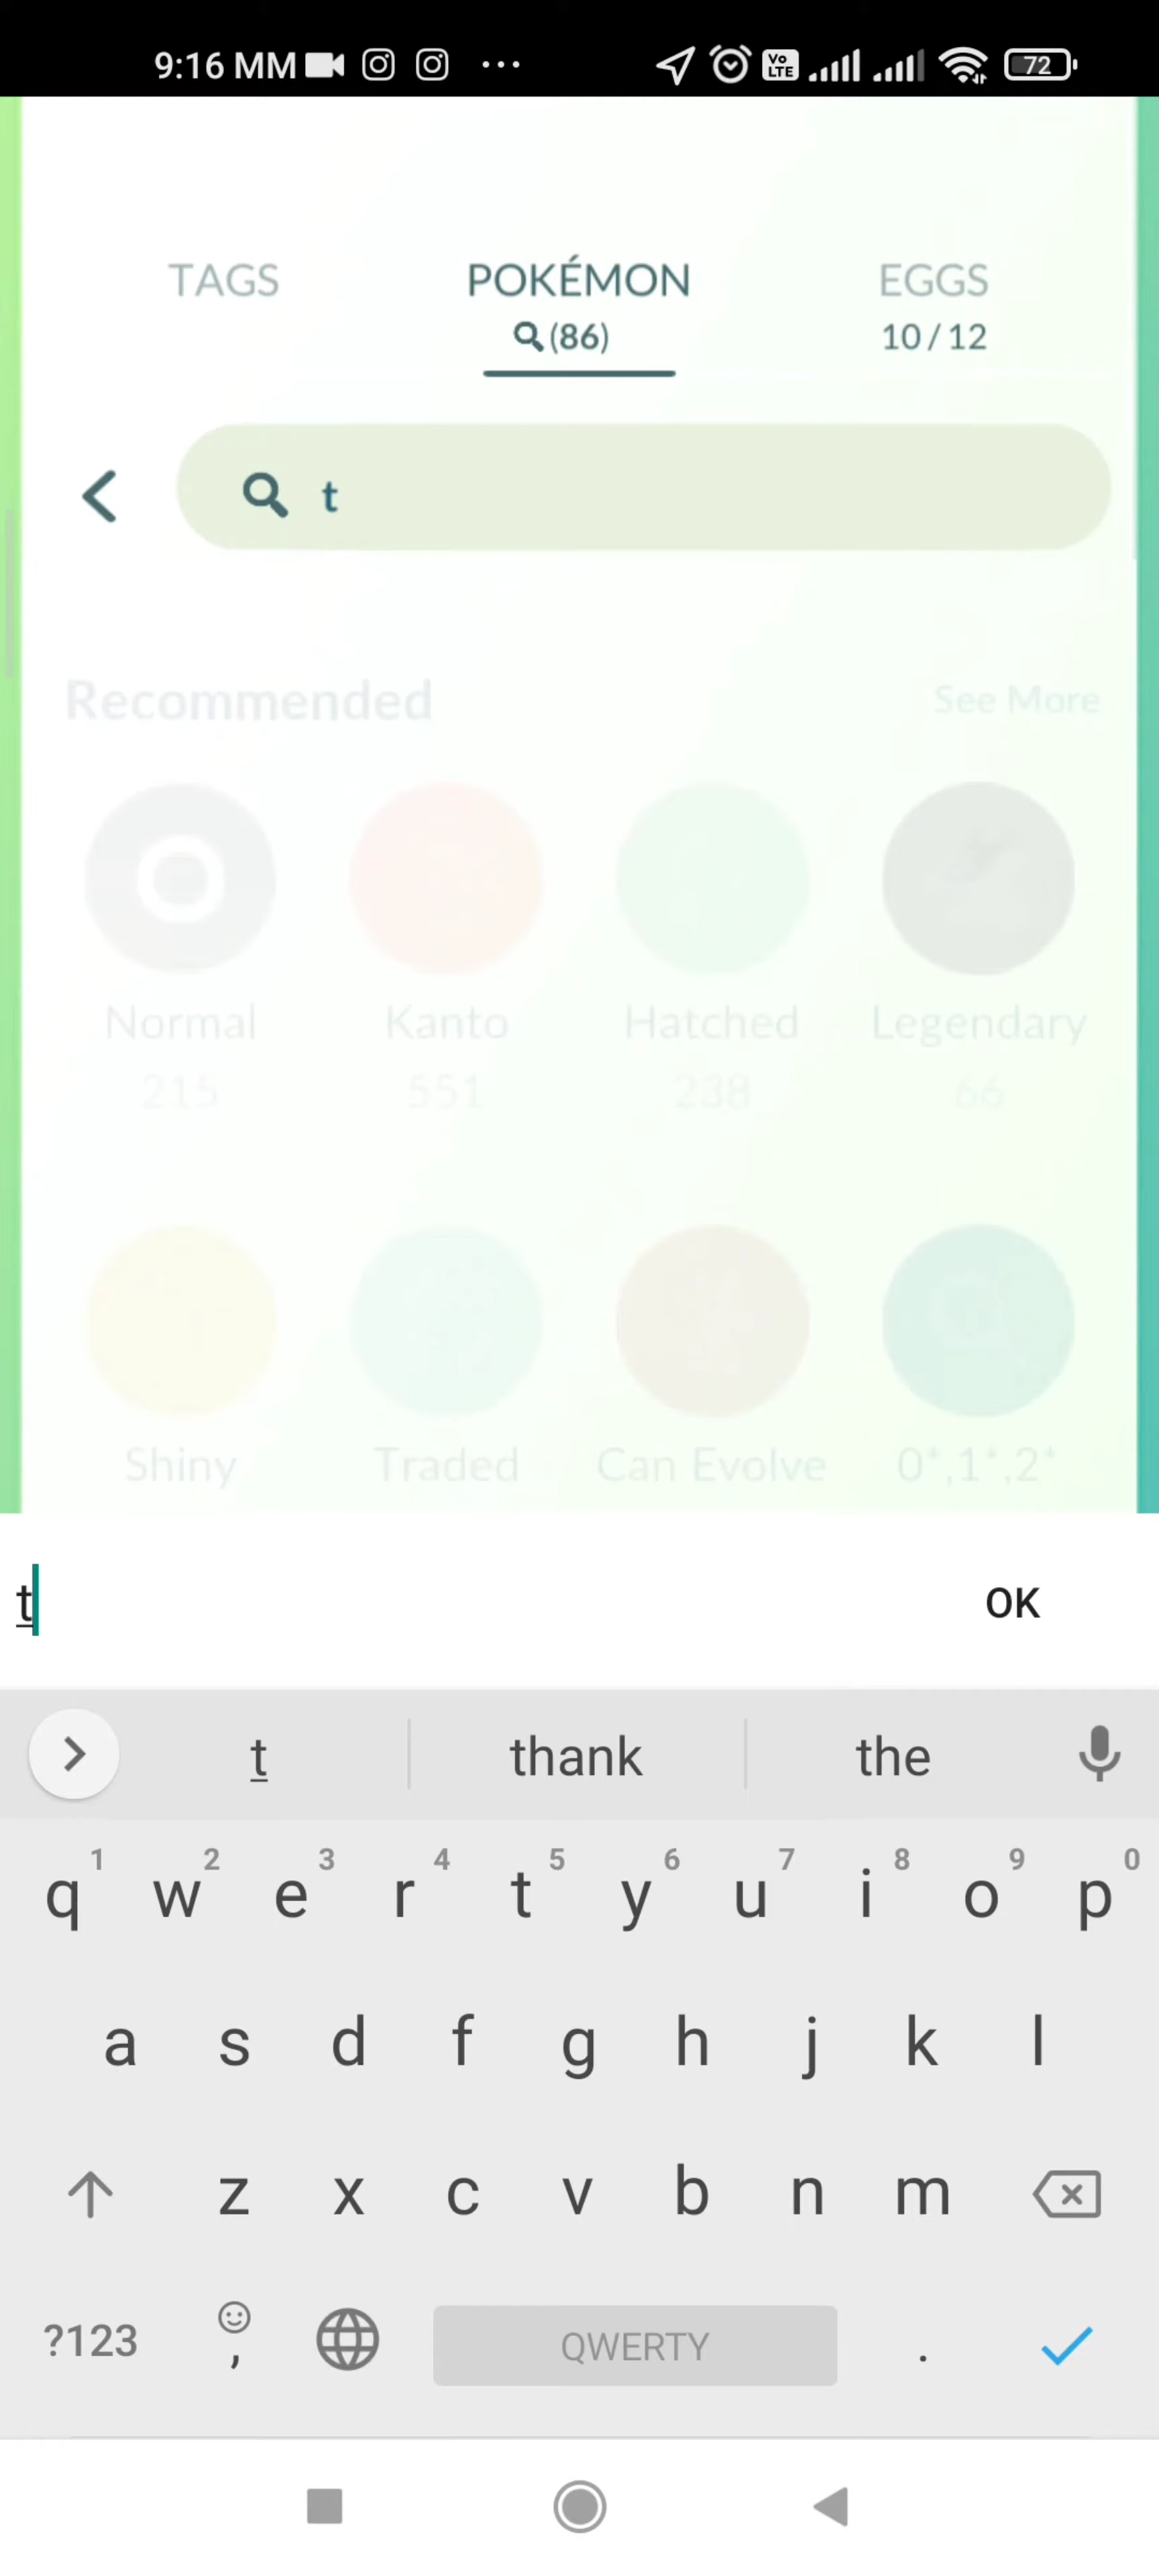 9:16 MM ... Vo LTE 72
TAGS POKÉMON EGGS
(86) 10 / 12
t
Recommended See More
Normal Kanto Hatched Legendary
215 551 238 66
Shiny Traded Can Evolve 0*,1*,2*
t OK
t thank the
1 2 3 4 5 6 7 8 9 0
q w e r t y u i o p
a s d f g h j k l
z x c v b n m
?123 , QWERTY .